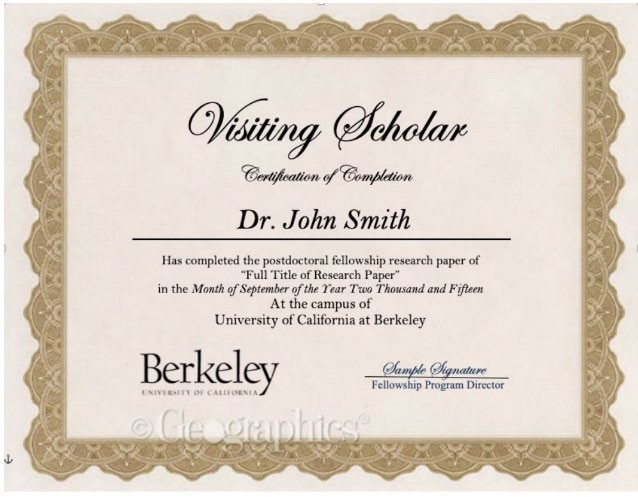 Visiting Scholar
Certification of Completion
Dr. John Smith
Has completed the postdoctoral fellowship research paper of
“Full Title of Research Paper”
in the Month of September of the Year Two Thousand and Fifteen
At the campus of
University of California at Berkeley
Berkeley
UNIVERSITY OF CALIFORNIA
Sample Signature
Fellowship Program Director
© Geographics®